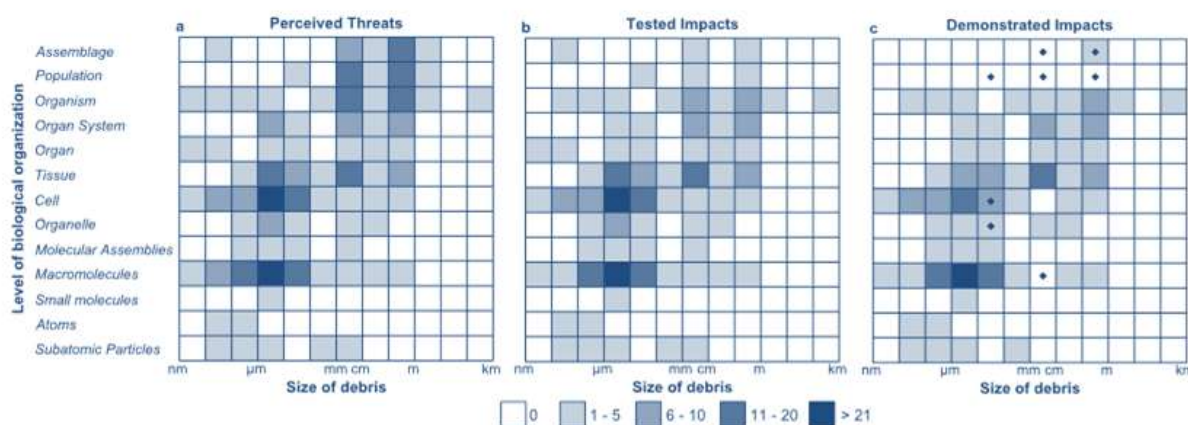 a Perceived Threats b Tested Impacts c Demonstrated Impacts
Level of biological organization
Assemblage
Population
Organism
Organ System
Organ
Tissue
Cell
Organelle
Molecular Assemblies
Macromolecules
Small molecules
Atoms
Subatomic Particles
nm µm mm cm m km nm µm mm cm m km nm µm mm cm m km
Size of debris Size of debris Size of debris
0 1 - 5 6 - 10 11 - 20 > 21